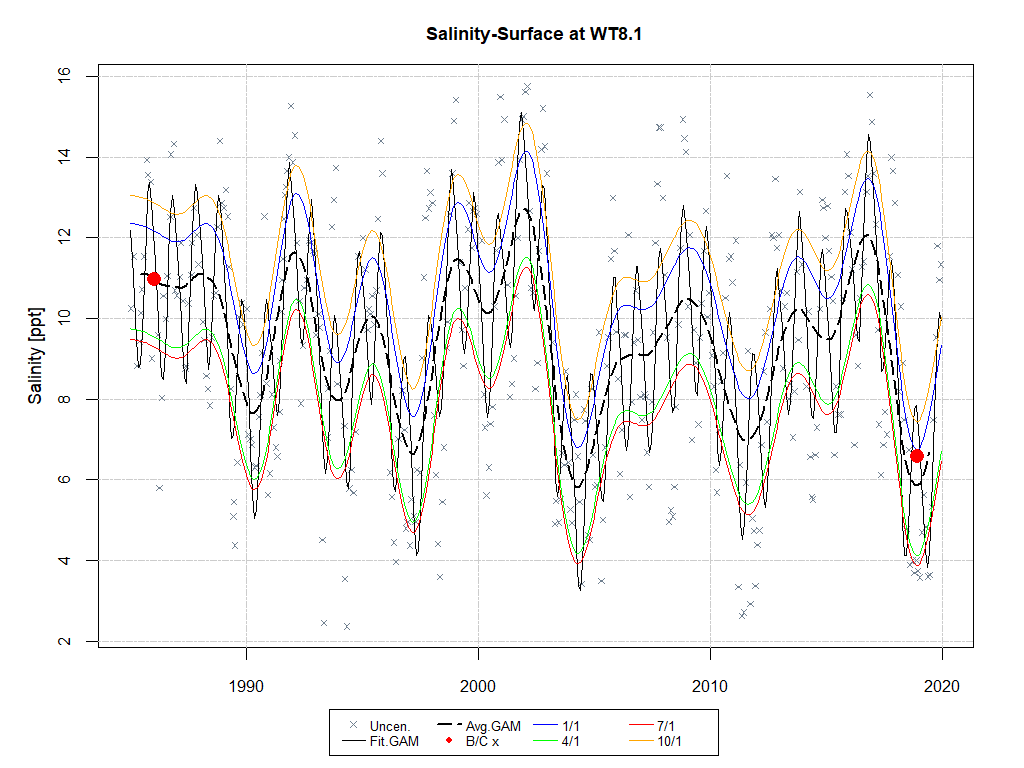 Salinity-Surface at WT8.1
16
14
12
10
8
6
4
2
Salinity [ppt]
1990 2000 2010 2020
Uncen. Avg.GAM 1/1 7/1
Fit.GAM B/C x 4/1 10/1